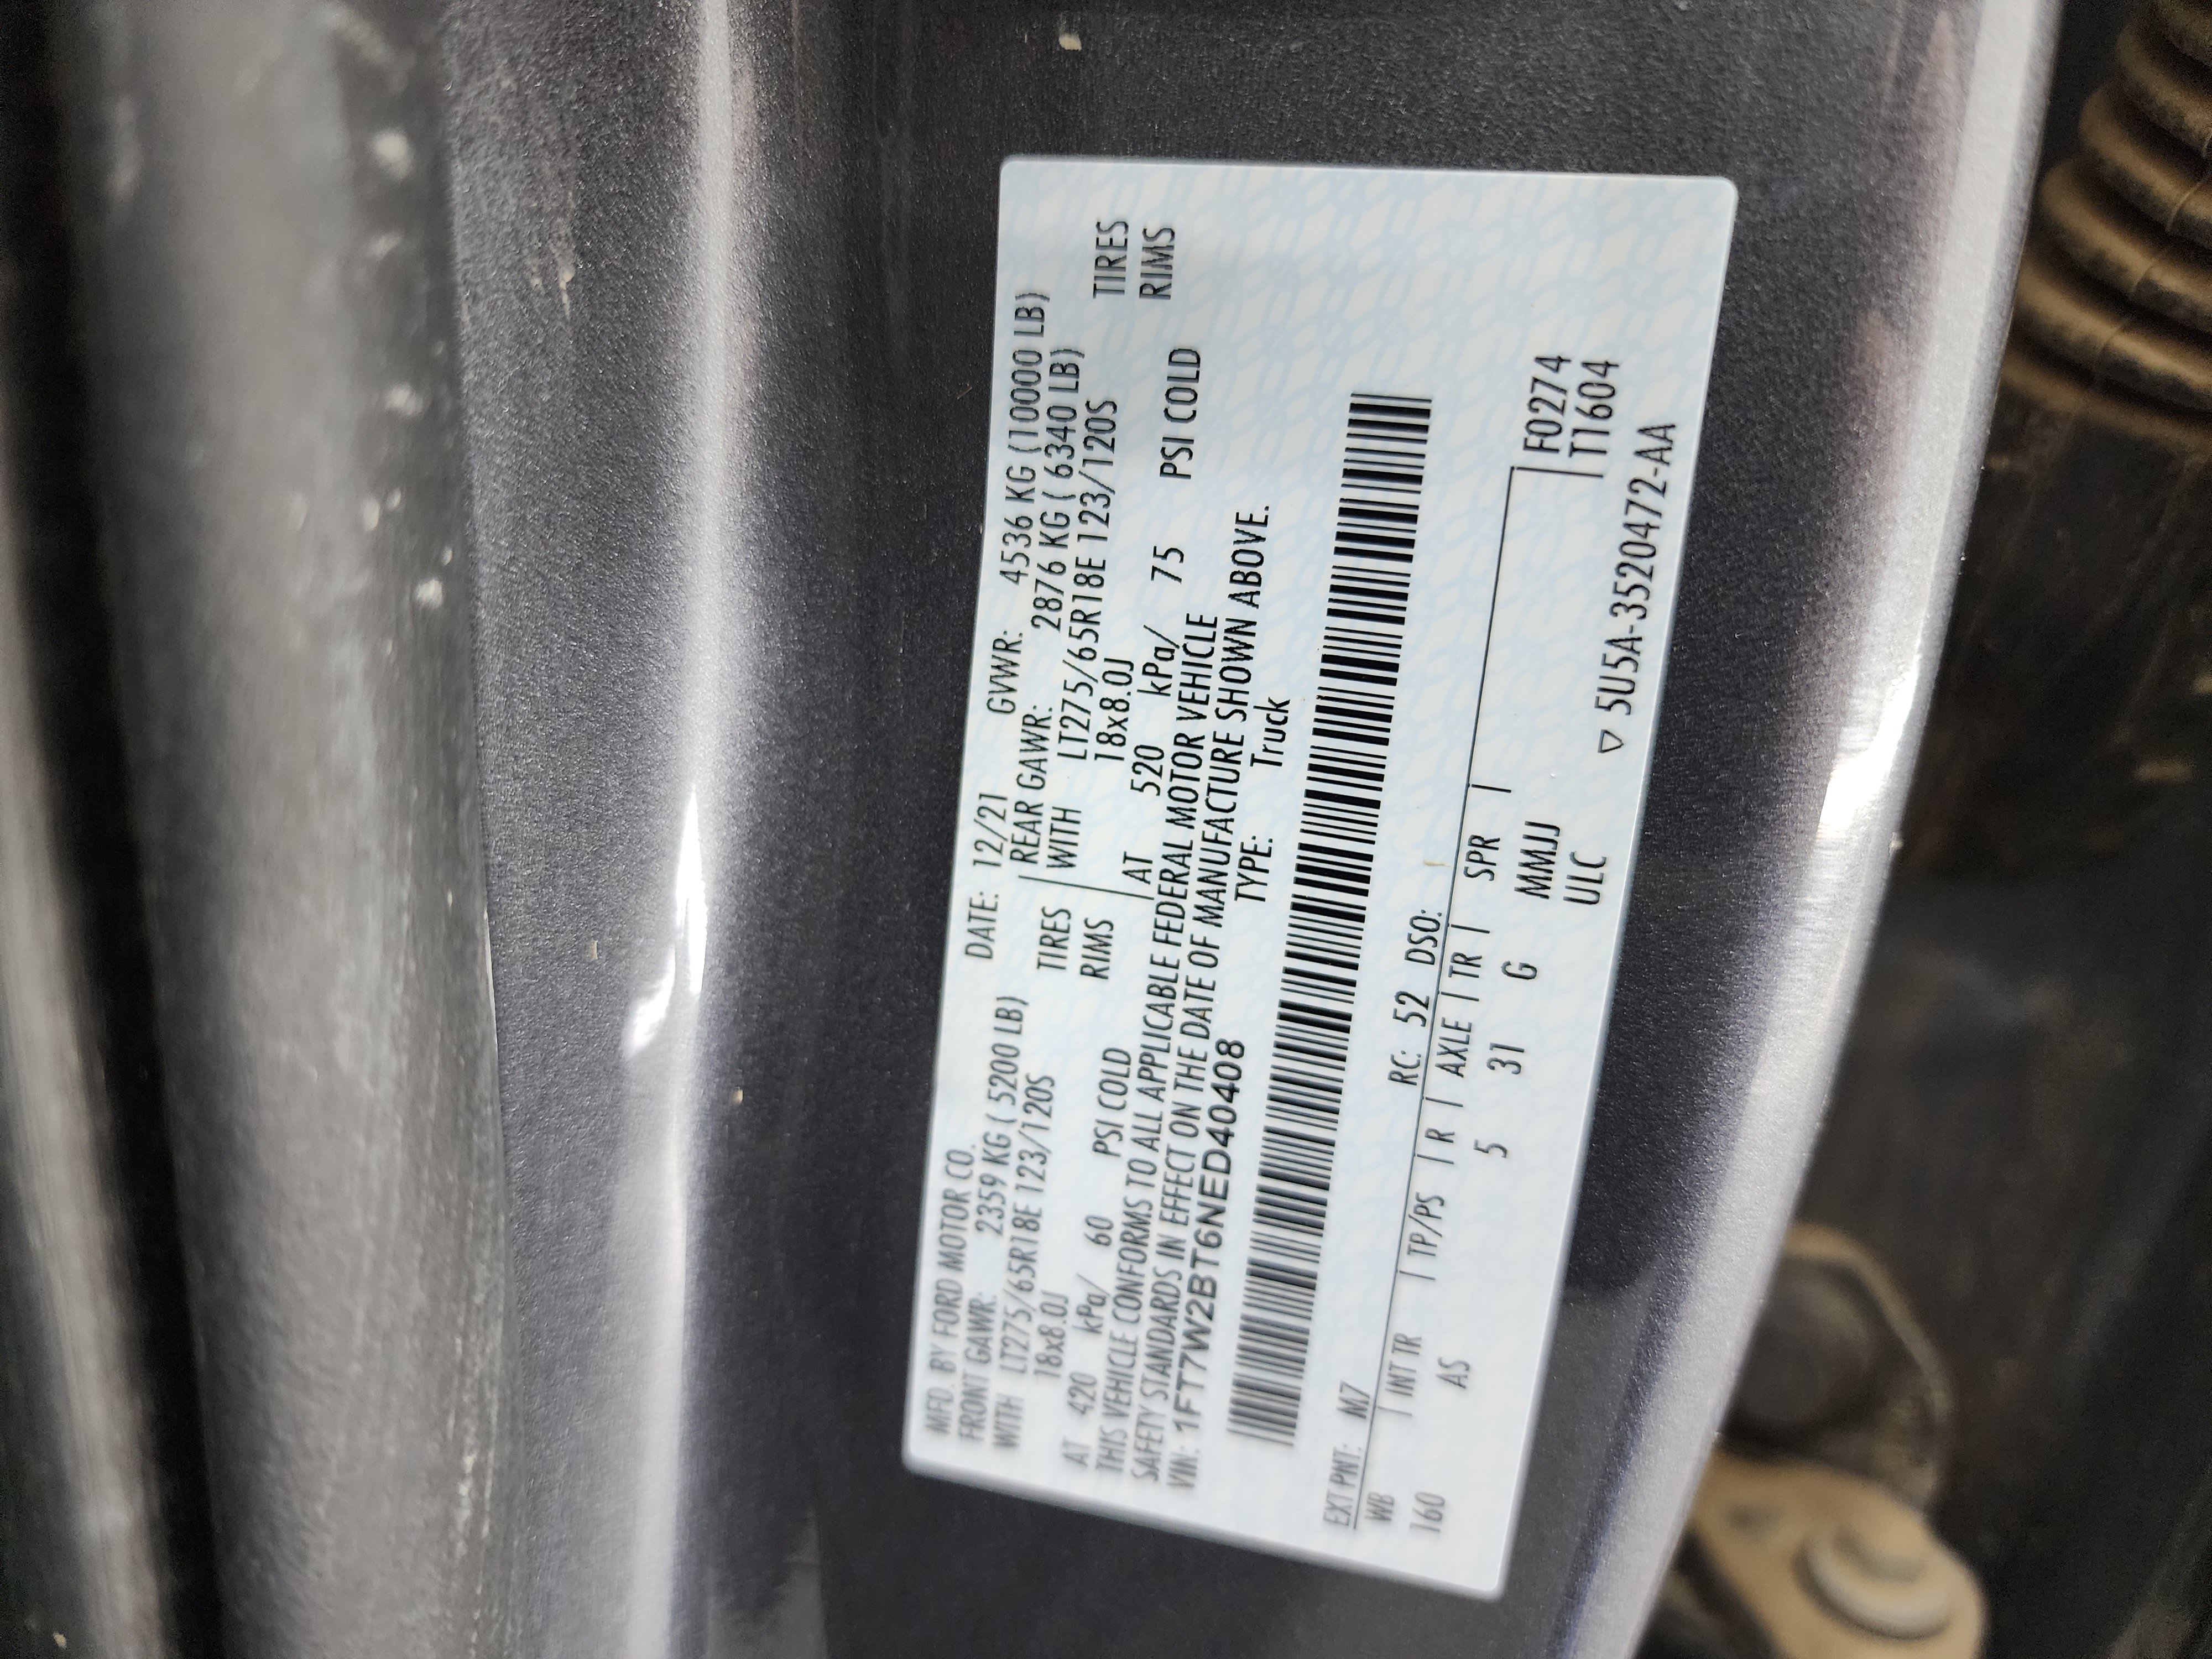 MFD. BY FORD MOTOR CO. DATE: 12/21 GVWR: 4536 KG (10000 LB)
FRONT GAWR: 2359 KG ( 5200 LB) REAR GAWR: 2876 KG ( 6340 LB)
WITH LT275/65R18E 123/120S TIRES WITH LT275/65R18E 123/120S TIRES
18x8.0J RIMS 18x8.0J RIMS
AT 420 kPa/ 60 PSI COLD AT 520 kPa/ 75 PSI COLD
THIS VEHICLE CONFORMS TO ALL APPLICABLE FEDERAL MOTOR VEHICLE
SAFETY STANDARDS IN EFFECT ON THE DATE OF MANUFACTURE SHOWN ABOVE.
VIN: 1FT7W2BT6NED40408 TYPE: Truck
EXT PNT: M7 RC: 52 DSO:
WB | INT TR | TP/PS | R | AXLE | TR | SPR | F0274
160 AS 5 31 G MMJJ T1604
ULC ▽ 5U5A-3520472-AA